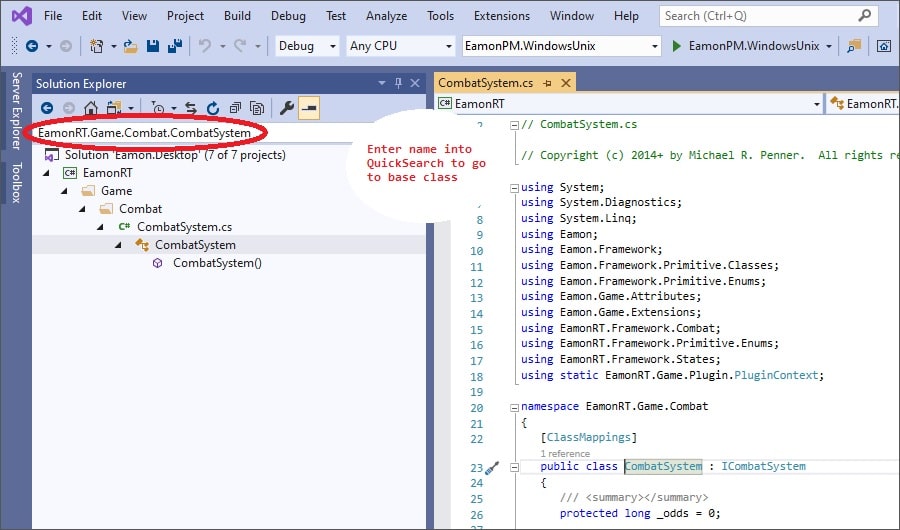 File Edit View Project Build Debug Test Analyze Tools Extensions Window Help Search (Ctrl+Q)
Debug Any CPU EamonPM.WindowsUnix EamonPM.WindowsUnix
Server Explorer
Toolbox
Solution Explorer
EamonRT.Game.Combat.CombatSystem
Solution 'Eamon.Desktop' (7 of 7 projects)
EamonRT
Game
Combat
CombatSystem.cs
CombatSystem
CombatSystem()
Enter name into
QuickSearch to go
to base class
CombatSystem.cs
EamonRT EamonRT.
// CombatSystem.cs
// Copyright (c) 2014+ by Michael R. Penner.  All rights re
using System;
using System.Diagnostics;
8 using System.Linq;
9 using Eamon;
10 using Eamon.Framework;
11 using Eamon.Framework.Primitive.Classes;
12 using Eamon.Framework.Primitive.Enums;
13 using Eamon.Game.Attributes;
14 using Eamon.Game.Extensions;
15 using EamonRT.Framework.Combat;
16 using EamonRT.Framework.Primitive.Enums;
17 using EamonRT.Framework.States;
18 using static EamonRT.Game.Plugin.PluginContext;
19
20 namespace EamonRT.Game.Combat
21 {
22 [ClassMappings]
1 reference
23 public class CombatSystem : ICombatSystem
24 {
25 /// <summary></summary>
26 protected long _odds = 0;